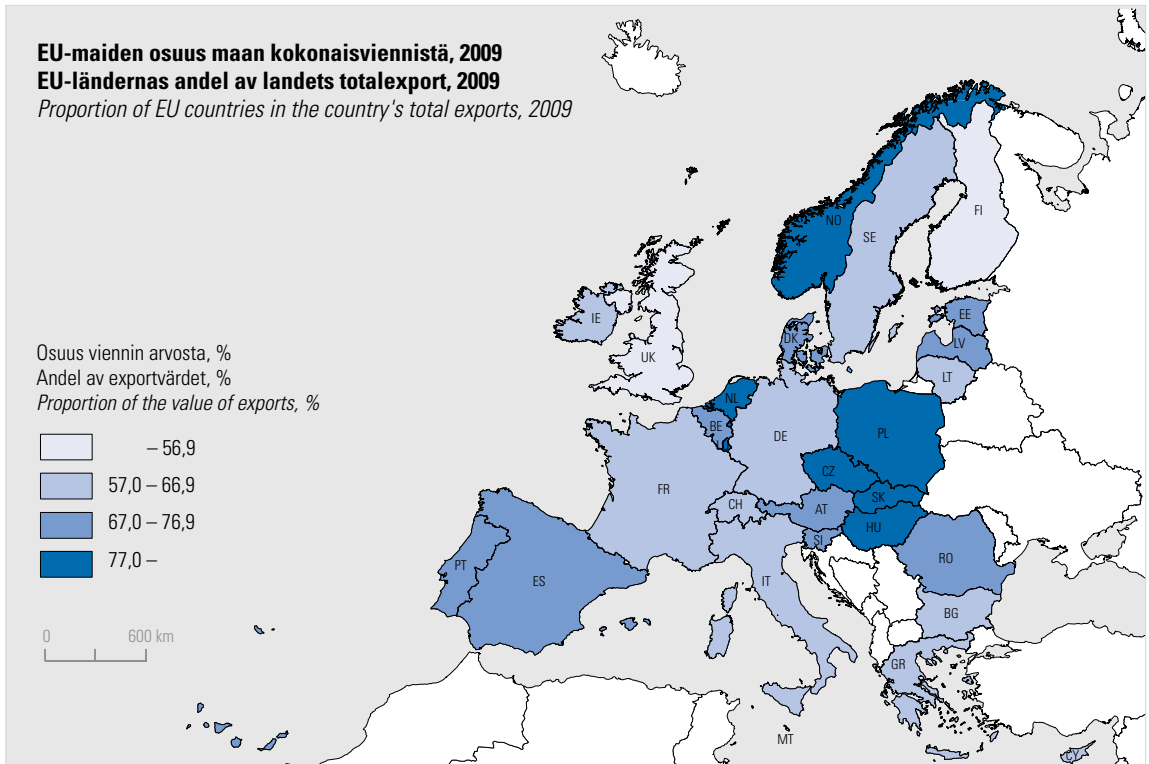 EU-maiden osuus maan kokonaisviennistä, 2009
EU-ländernas andel av landets totalexport, 2009
Proportion of EU countries in the country's total exports, 2009
NO
FI
SE
EE
IE
DK
LV
UK
LT
NL
BE
DE
PL
CZ
FR
SK
CH
AT
HU
SI
RO
PT
ES
IT
BG
GR
MT
CY
Osuus viennin arvosta, %
Andel av exportvärdet, %
Proportion of the value of exports, %
– 56,9
57,0 – 66,9
67,0 – 76,9
77,0 –
0 600 km